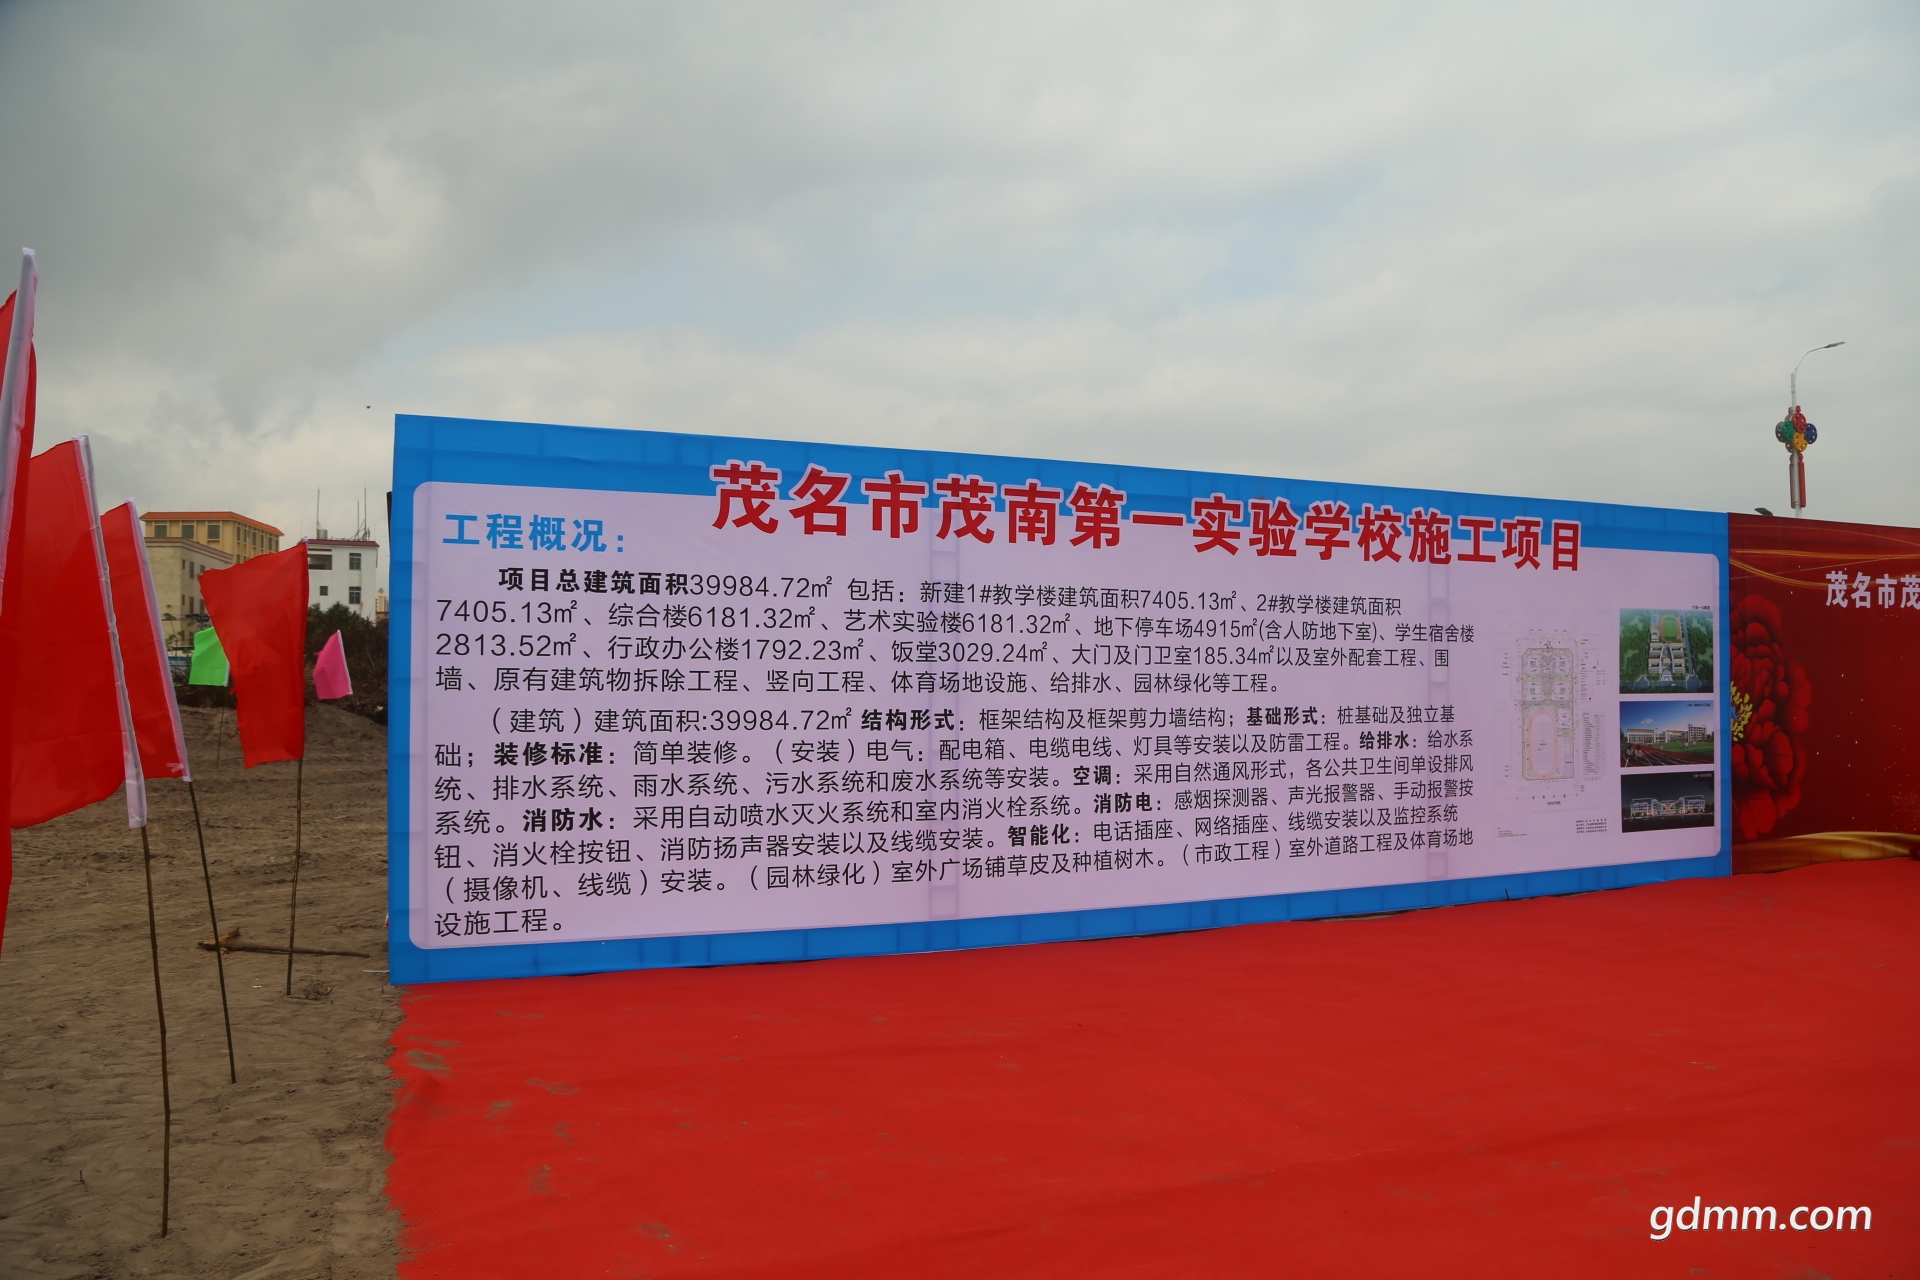 茂名市茂南第一实验学校施工项目
工程概况：
项目总建筑面积39984.72㎡ 包括：新建1#教学楼建筑面积7405.13㎡、2#教学楼建筑面积
7405.13㎡、综合楼6181.32㎡、艺术实验楼6181.32㎡、地下停车场4915㎡(含人防地下室)、学生宿舍楼
2813.52㎡、行政办公楼1792.23㎡、饭堂3029.24㎡、大门及门卫室185.34㎡以及室外配套工程、围
墙、原有建筑物拆除工程、竖向工程、体育场地设施、给排水、园林绿化等工程。
（建筑）建筑面积:39984.72㎡ 结构形式：框架结构及框架剪力墙结构；基础形式：桩基础及独立基
础；装修标准：简单装修。（安装）电气：配电箱、电缆电线、灯具等安装以及防雷工程。给排水：给水系
统、排水系统、雨水系统、污水系统和废水系统等安装。空调：采用自然通风形式，各公共卫生间单设排风
系统。消防水：采用自动喷水灭火系统和室内消火栓系统。消防电：感烟探测器、声光报警器、手动报警按
钮、消火栓按钮、消防扬声器安装以及线缆安装。智能化：电话插座、网络插座、线缆安装以及监控系统
（摄像机、线缆）安装。（园林绿化）室外广场铺草皮及种植树木。（市政工程）室外道路工程及体育场地
设施工程。
茂名市茂
gdmm.com